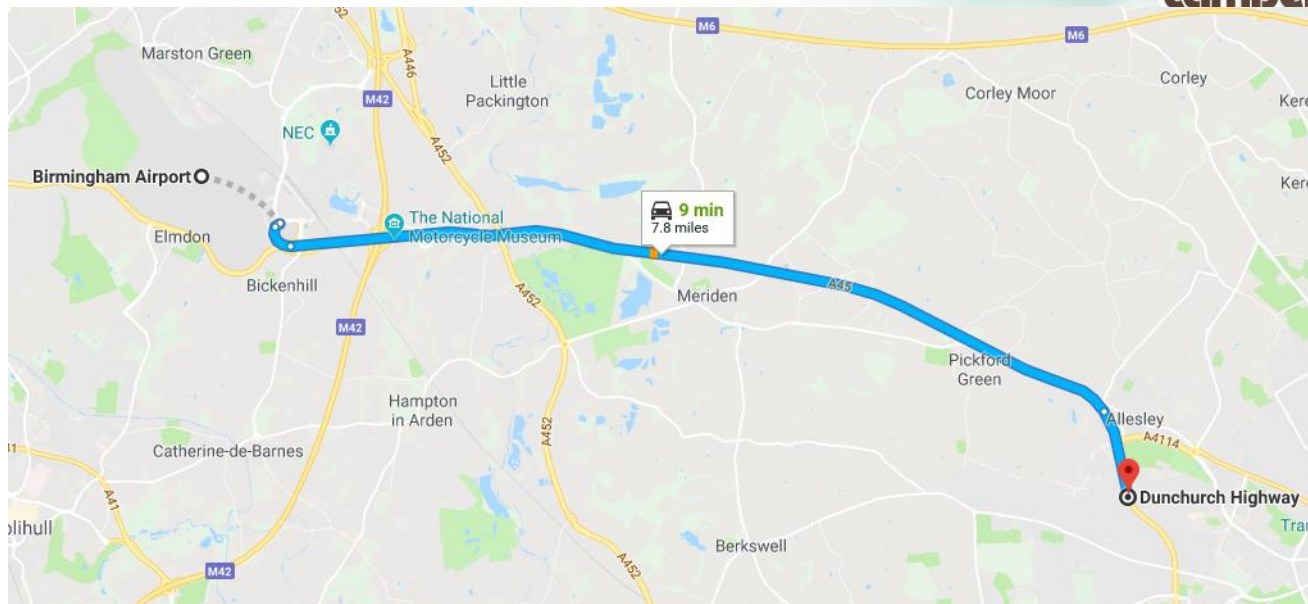 M6
M6
Marston Green
A446
Little
Packington
Corley
Corley Moor
M42
NEC
A452
Birmingham Airport
9 min
7.8 miles
The National
Motorcycle Museum
Elmdon
Bickenhill
A452
Meriden
A45
M42
Pickford
Green
Hampton
in Arden
Allesley
A4114
A452
Catherine-de-Barnes
A41
Dunchurch Highway
Berkswell
M42
A452